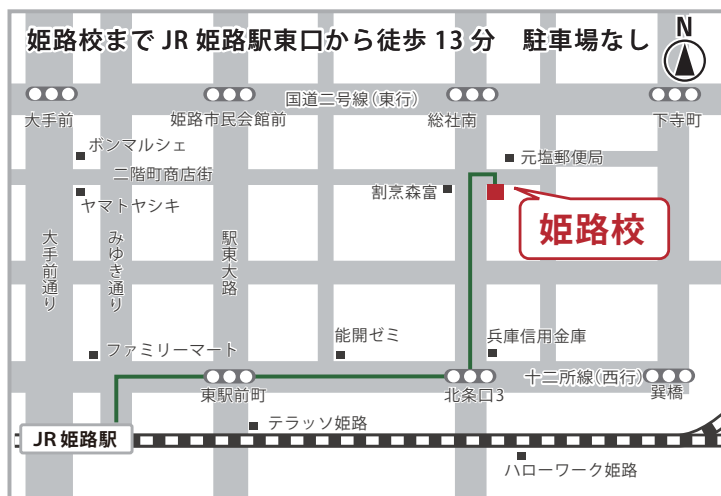 姫路校までJR姫路駅東口から徒歩13分　駐車場なし
N
国道二号線(東行)
大手前
姫路市民会館前
総社南
下寺町
ボンマルシェ
元塩郵便局
二階町商店街
割烹森富
ヤマトヤシキ
姫路校
大手前通り
みゆき通り
駅東大路
ファミリーマート
能開ゼミ
兵庫信用金庫
十二所線(西行)
東駅前町
北条口3
巽橋
テラッソ姫路
JR姫路駅
ハローワーク姫路